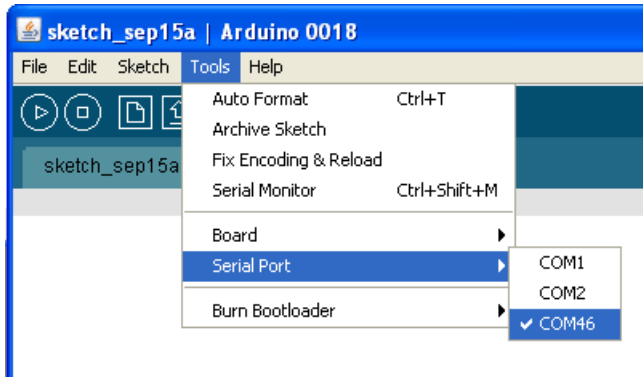 sketch_sep15a | Arduino 0018
File Edit Sketch Tools Help
sketch_sep15a
Auto Format Ctrl+T
Archive Sketch
Fix Encoding & Reload
Serial Monitor Ctrl+Shift+M
Board
Serial Port
Burn Bootloader
COM1
COM2
COM46